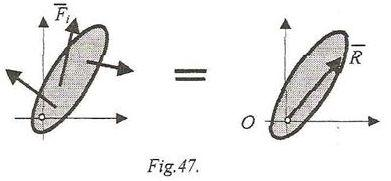 F̅ᵢ
=
O
R̅
Fig.47.